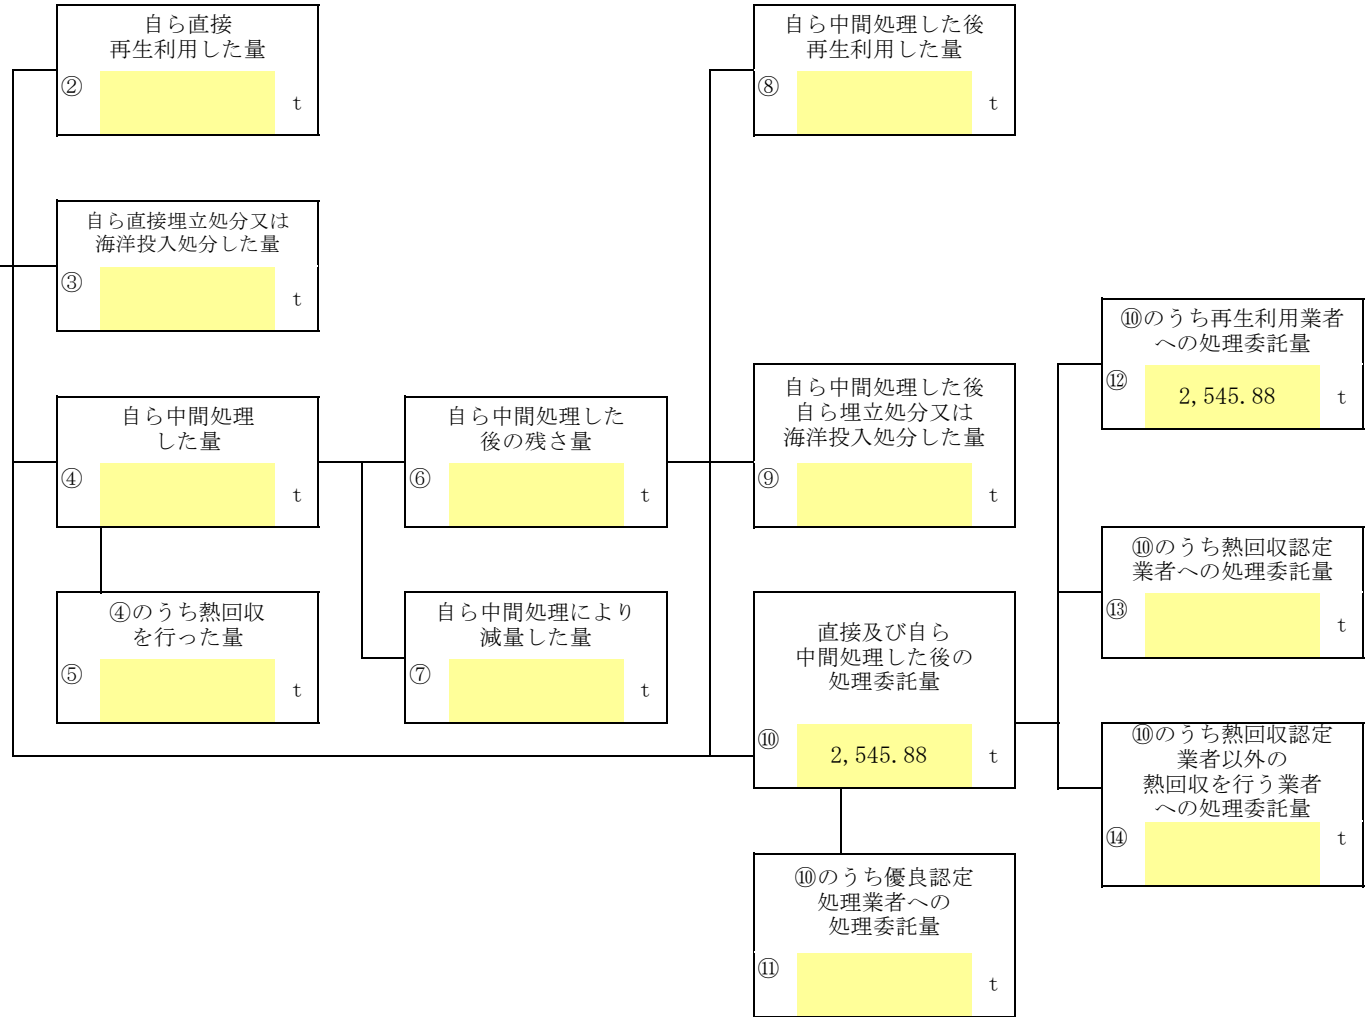 自ら直接
再生利用した量
②
t
自ら直接埋立処分又は
海洋投入処分した量
③
t
自ら中間処理
した量
④
t
④のうち熱回収
を行った量
⑤
t
自ら中間処理した
後の残さ量
⑥
t
自ら中間処理により
減量した量
⑦
t
自ら中間処理した後
再生利用した量
⑧
t
自ら中間処理した後
自ら埋立処分又は
海洋投入処分した量
⑨
t
直接及び自ら
中間処理した後の
処理委託量
⑩ 2,545.88 t
⑩のうち優良認定
処理業者への
処理委託量
⑪
t
⑩のうち再生利用業者
への処理委託量
⑫ 2,545.88 t
⑩のうち熱回収認定
業者への処理委託量
⑬
t
⑩のうち熱回収認定
業者以外の
熱回収を行う業者
への処理委託量
⑭
t